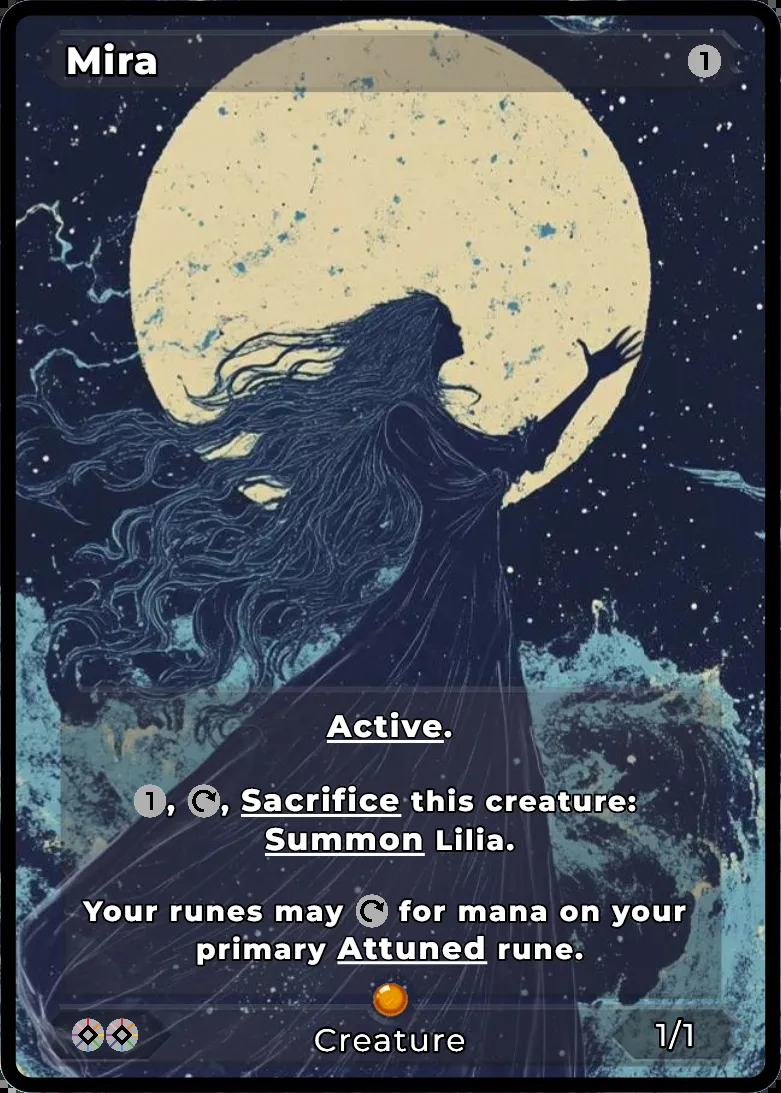 Mira
1
Active.
1, , Sacrifice this creature:
Summon Lilia.
Your runes may for mana on your
primary Attuned rune.
Creature
1/1